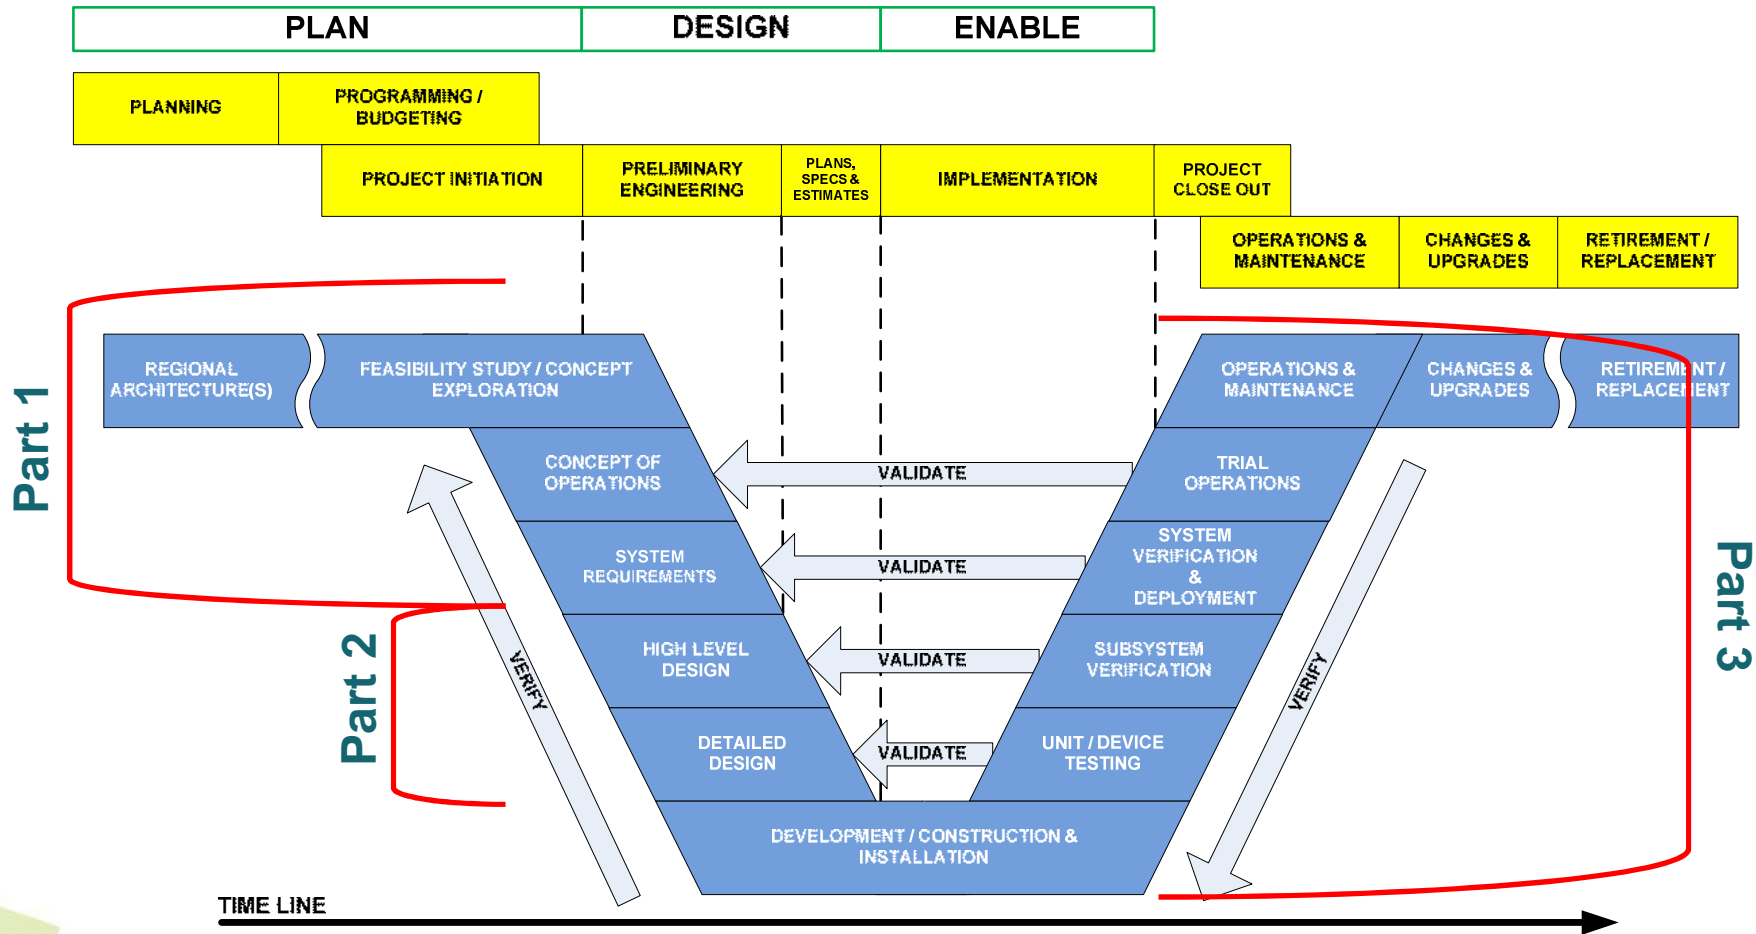 PLAN
DESIGN
ENABLE
PLANNING
PROGRAMMING /
BUDGETING
PROJECT INITIATION
PRELIMINARY
ENGINEERING
PLANS,
SPECS &
ESTIMATES
IMPLEMENTATION
PROJECT
CLOSE OUT
OPERATIONS &
MAINTENANCE
CHANGES &
UPGRADES
RETIREMENT /
REPLACEMENT
Part 1
REGIONAL
ARCHITECTURE(S)
FEASIBILITY STUDY / CONCEPT
EXPLORATION
OPERATIONS &
MAINTENANCE
CHANGES &
UPGRADES
RETIREMENT /
REPLACEMENT
CONCEPT OF
OPERATIONS
VALIDATE
TRIAL
OPERATIONS
SYSTEM
REQUIREMENTS
VALIDATE
SYSTEM
VERIFICATION
&
DEPLOYMENT
Part 3
Part 2
VERIFY
HIGH LEVEL
DESIGN
VALIDATE
SUBSYSTEM
VERIFICATION
VERIFY
DETAILED
DESIGN
VALIDATE
UNIT / DEVICE
TESTING
DEVELOPMENT / CONSTRUCTION &
INSTALLATION
TIME LINE